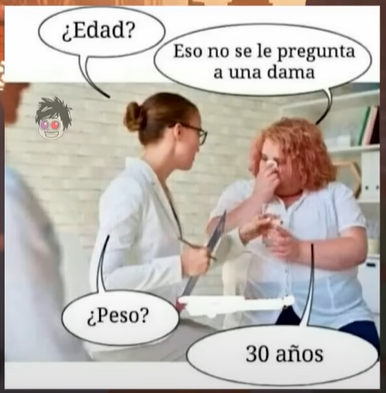 ¿Edad?
Eso no se le pregunta
a una dama
¿Peso?
30 años